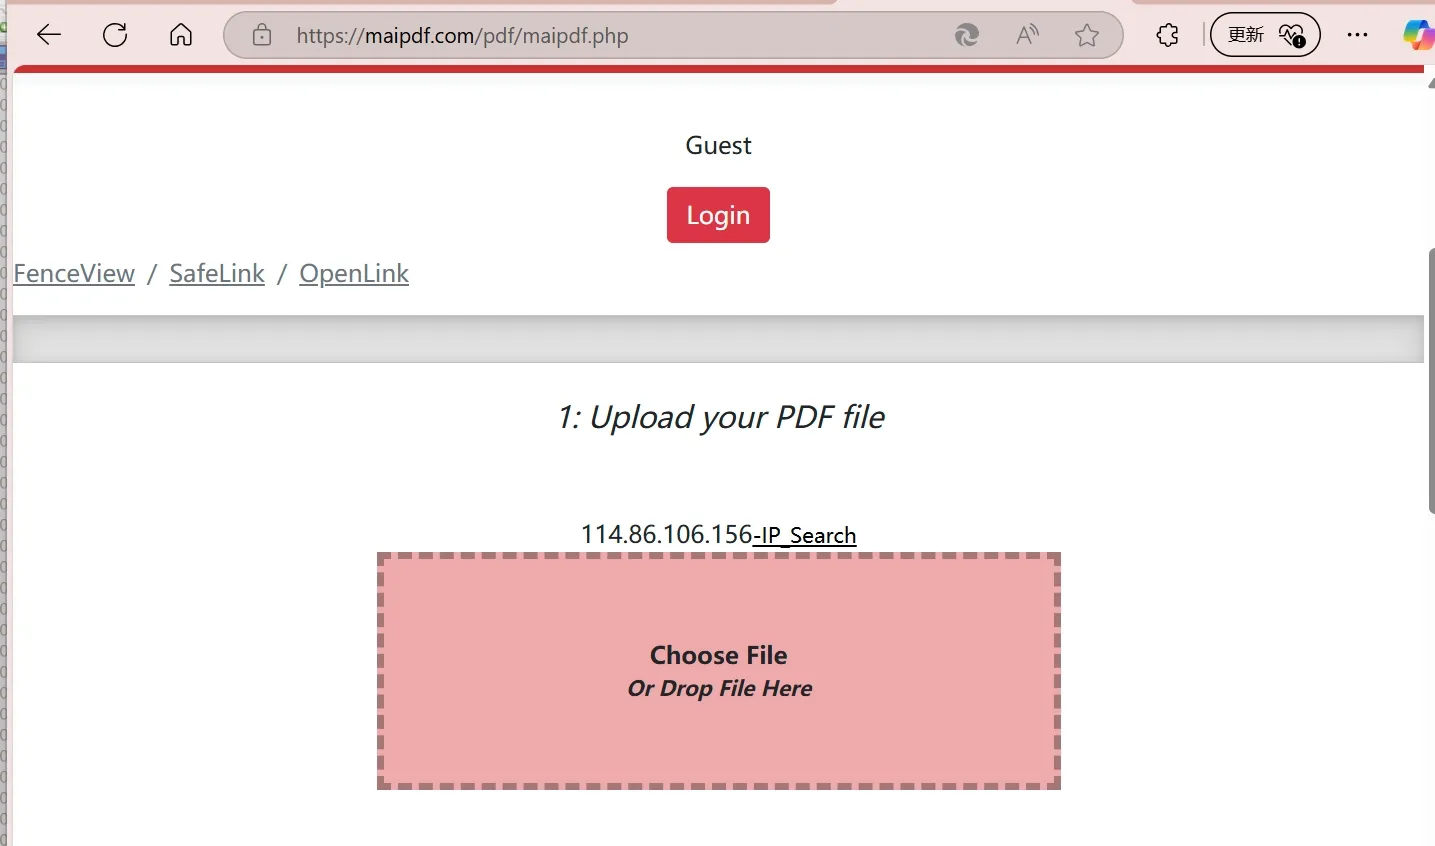 https://maipdf.com/pdf/maipdf.php
更新
Guest
Login
FenceView / SafeLink / OpenLink
1: Upload your PDF file
114.86.106.156-IP_Search
Choose File
Or Drop File Here